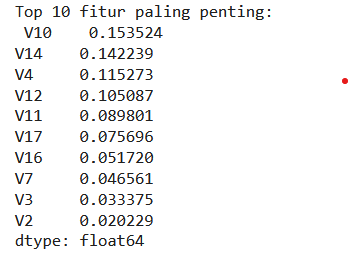 Top 10 fitur paling penting:
V10 0.153524
V14 0.142239
V4 0.115273
V12 0.105087
V11 0.089801
V17 0.075696
V16 0.051720
V7 0.046561
V3 0.033375
V2 0.020229
dtype: float64